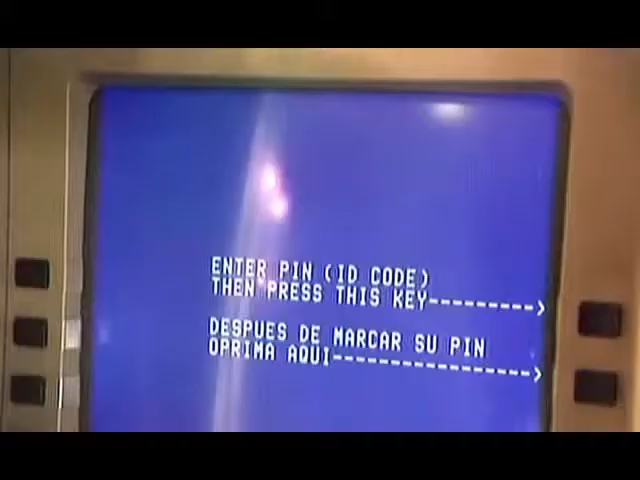 ENTER PIN (ID CODE)
THEN PRESS THIS KEY--------->
DESPUES DE MARCAR SU PIN
OPRIMA AQUI----------------->